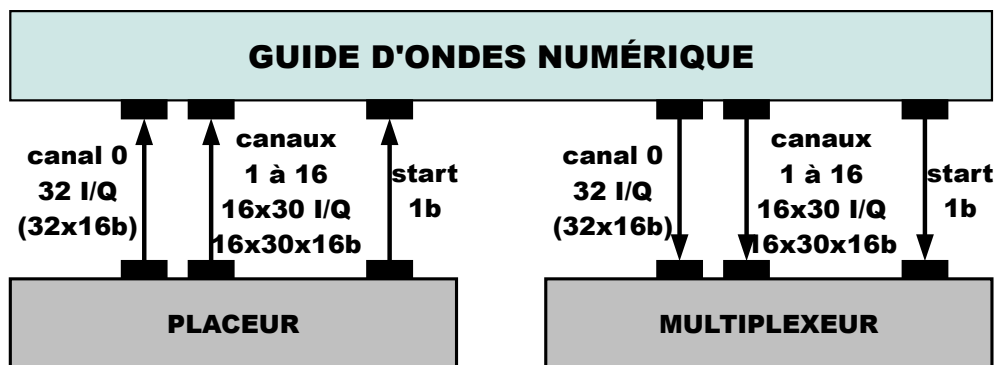 GUIDE D'ONDES NUMÉRIQUE
canal 0
32 I/Q
(32x16b)
canaux
1 à 16
16x30 I/Q
16x30x16b
start
1b
canal 0
32 I/Q
(32x16b)
canaux
1 à 16
16x30 I/Q
16x30x16b
start
1b
PLACEUR
MULTIPLEXEUR